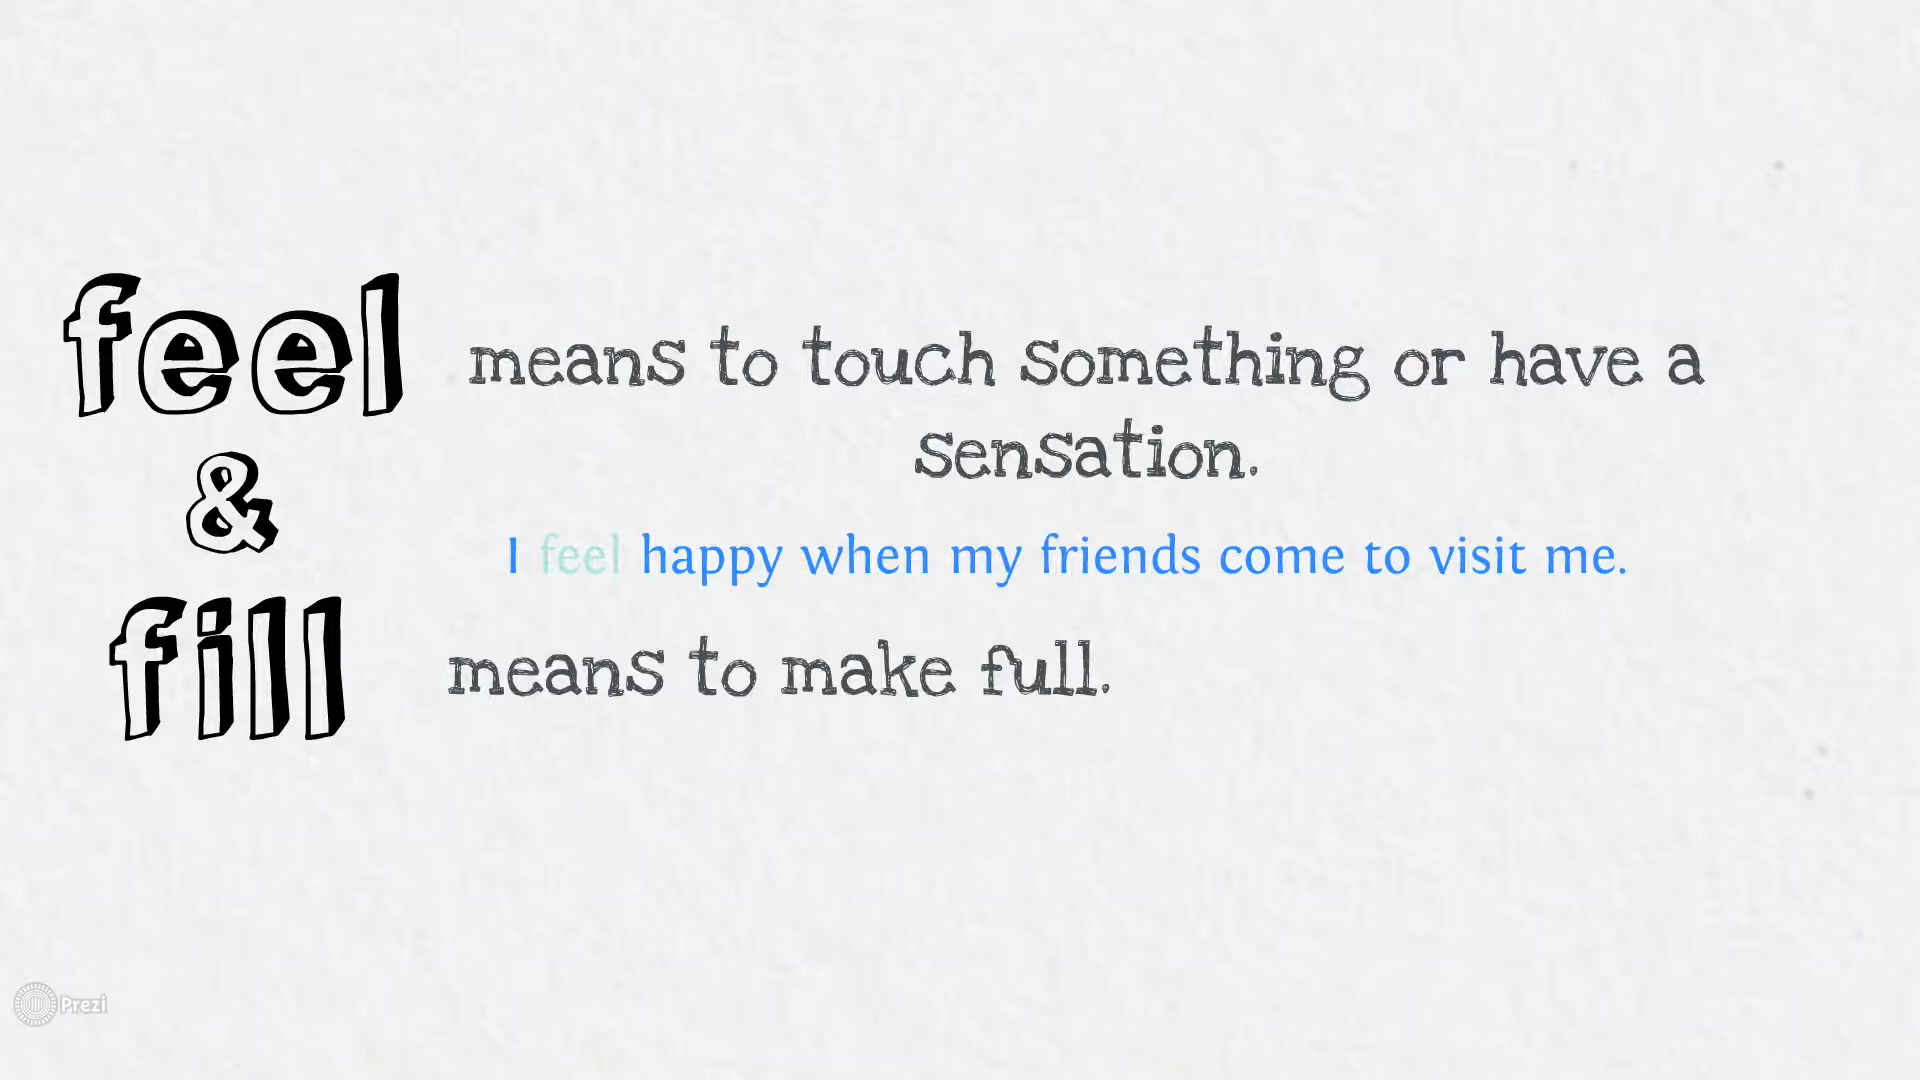 feel
means to touch something or have a
sensation.
&
I feel happy when my friends come to visit me.
fill
means to make full.
Prezi